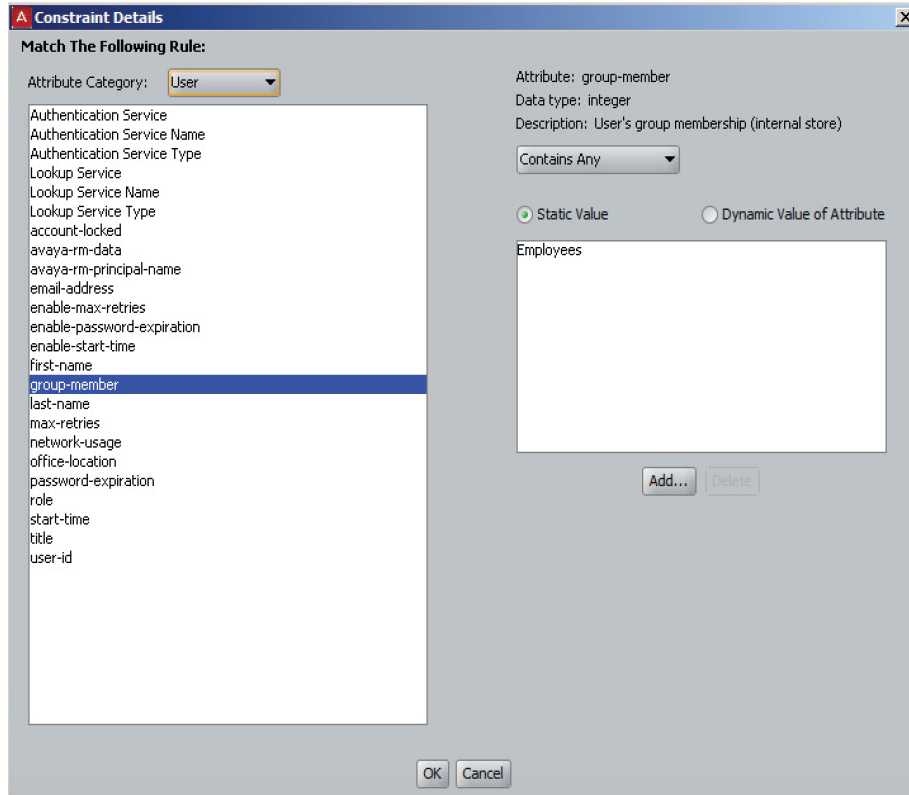 A Constraint Details
Match The Following Rule:
Attribute Category: User
Authentication Service
Authentication Service Name
Authentication Service Type
Lookup Service
Lookup Service Name
Lookup Service Type
account-locked
avaya-rm-data
avaya-rm-principal-name
email-address
enable-max-retries
enable-password-expiration
enable-start-time
first-name
group-member
last-name
max-retries
network-usage
office-location
password-expiration
role
start-time
title
user-id
Attribute: group-member
Data type: integer
Description: User's group membership (internal store)
Contains Any
Static Value Dynamic Value of Attribute
Employees
Add... Delete
OK Cancel